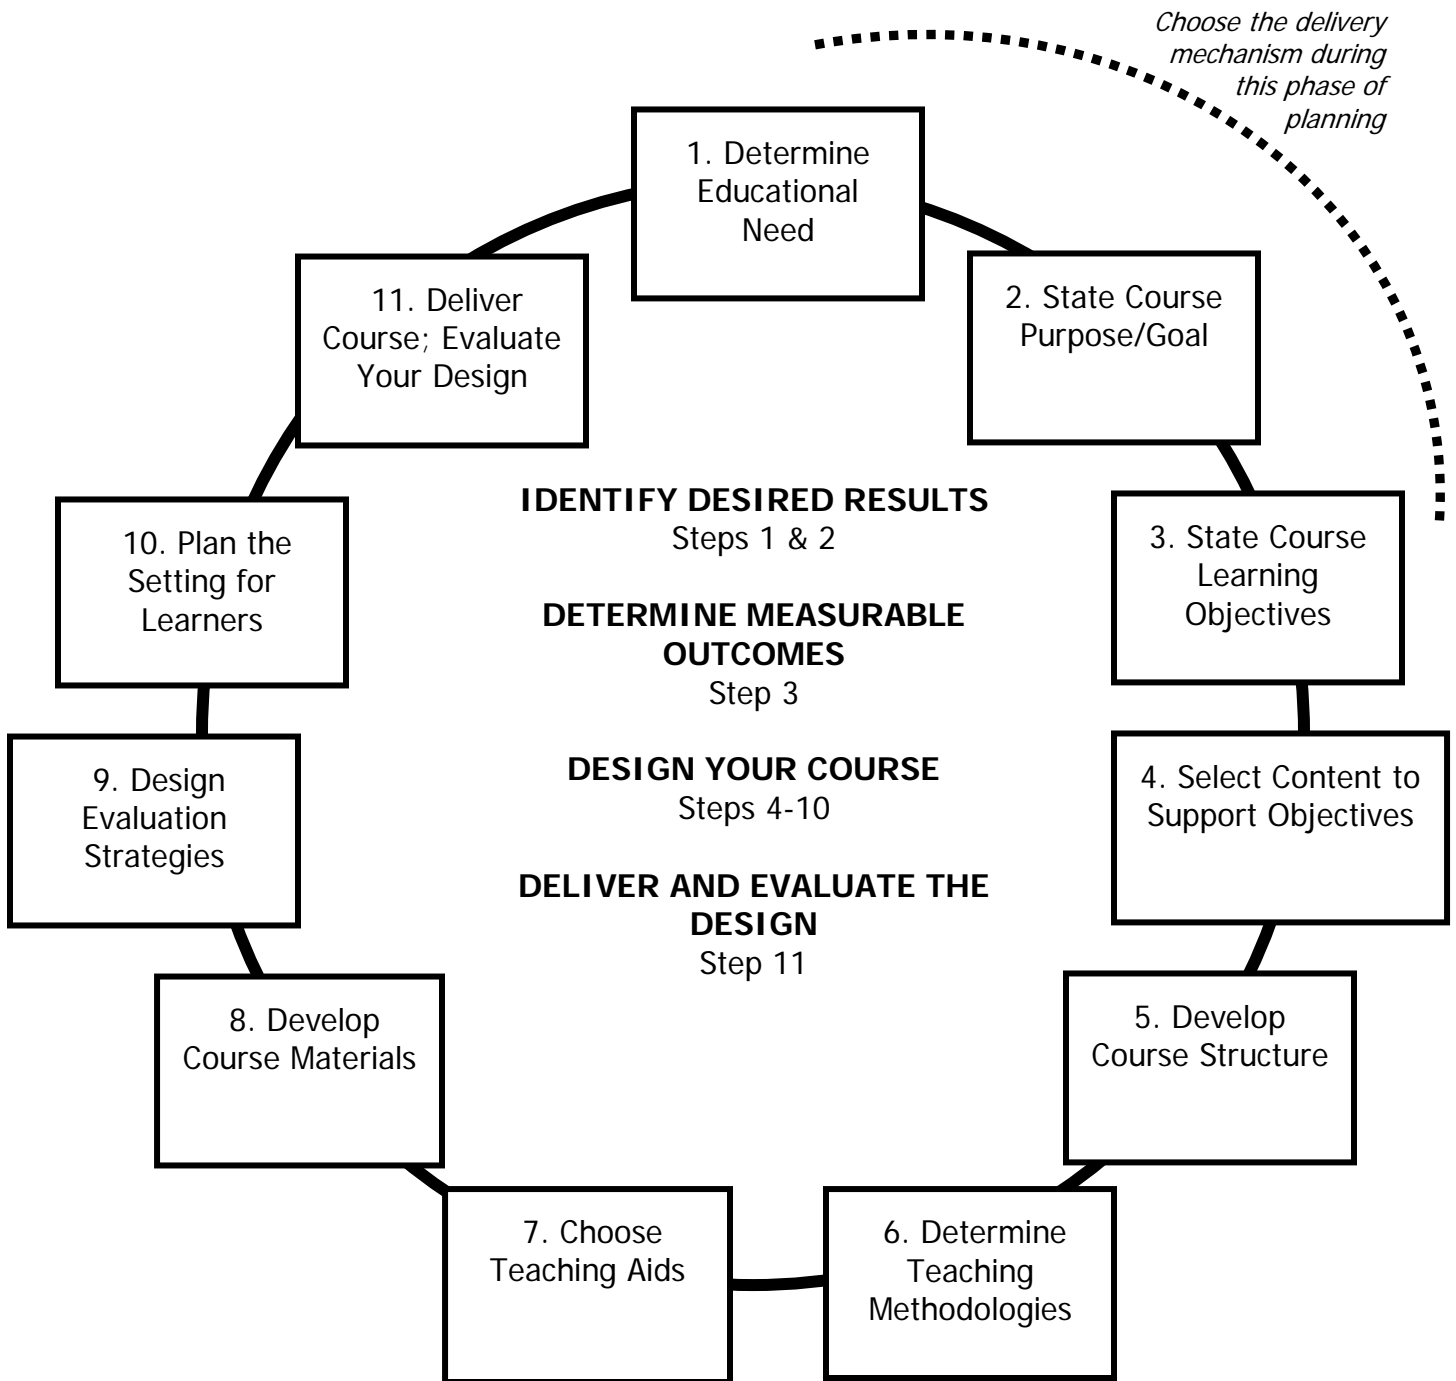 Choose the delivery
mechanism during
this phase of
planning
1. Determine
Educational
Need
2. State Course
Purpose/Goal
3. State Course
Learning
Objectives
4. Select Content to
Support Objectives
5. Develop
Course Structure
6. Determine
Teaching
Methodologies
7. Choose
Teaching Aids
8. Develop
Course Materials
9. Design
Evaluation
Strategies
10. Plan the
Setting for
Learners
11. Deliver
Course; Evaluate
Your Design
IDENTIFY DESIRED RESULTS
Steps 1 & 2
DETERMINE MEASURABLE
OUTCOMES
Step 3
DESIGN YOUR COURSE
Steps 4-10
DELIVER AND EVALUATE THE
DESIGN
Step 11